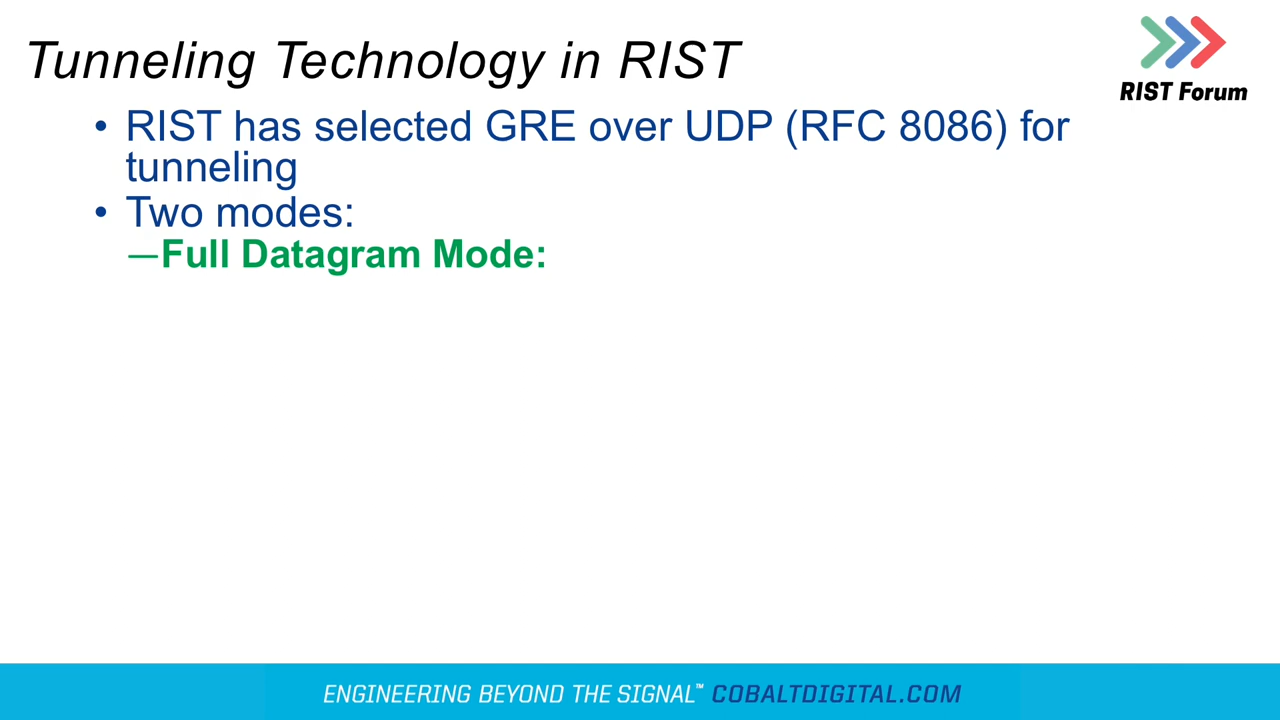 Tunneling Technology in RIST
RIST Forum
• RIST has selected GRE over UDP (RFC 8086) for
tunneling
• Two modes:
—Full Datagram Mode:
ENGINEERING BEYOND THE SIGNAL™ COBALTDIGITAL.COM